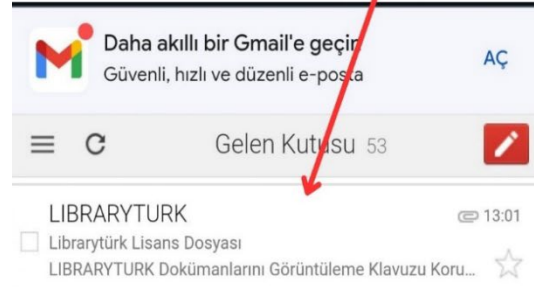 Daha akıllı bir Gmail'e geçin
Güvenli, hızlı ve düzenli e-posta
AÇ
Gelen Kutusu 53
LIBRARYTURK
13:01
Librarytürk Lisans Dosyası
LIBRARYTURK Dokümanlarını Görüntüleme Klavuzu Koru...